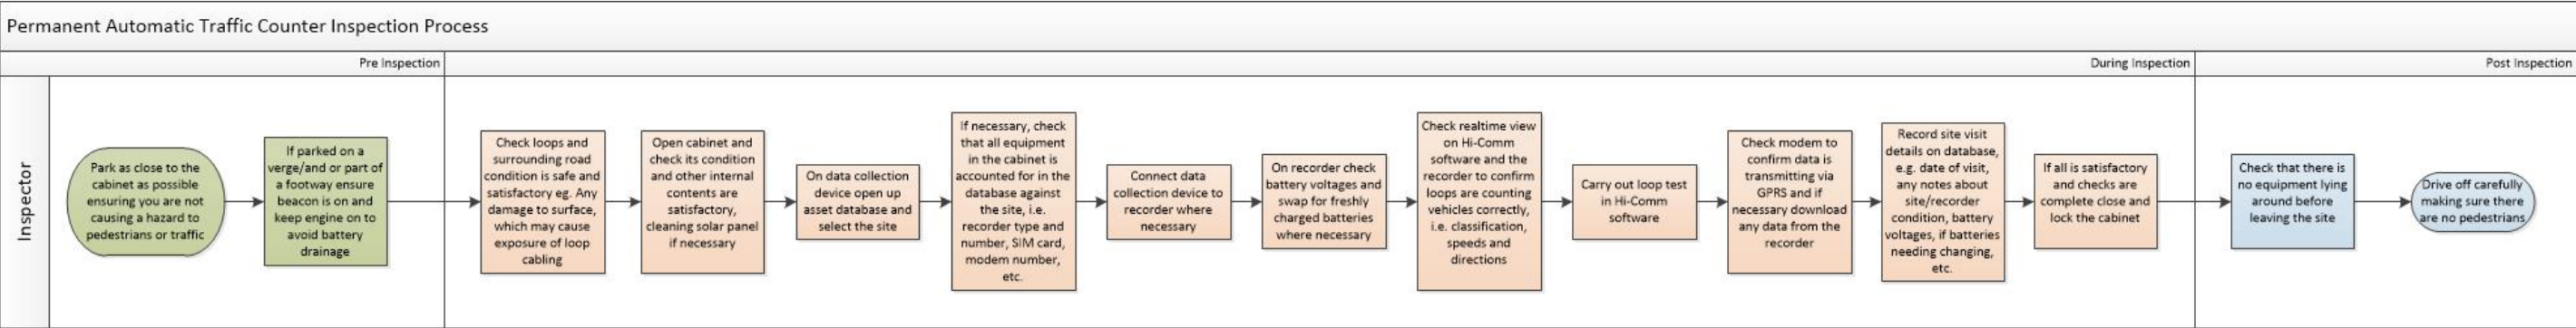 Permanent Automatic Traffic Counter Inspection Process
Pre Inspection
During Inspection
Post Inspection
Inspector
Park as close to the
cabinet as possible
ensuring you are not
causing a hazard to
pedestrians or traffic
If parked on a
verge/and or part of
a footway ensure
beacon is on and
keep engine on to
avoid battery
drainage
Check loops and
surrounding road
condition is safe and
satisfactory eg. Any
damage to surface,
which may cause
exposure of loop
cabling
Open cabinet and
check its condition
and other internal
contents are
satisfactory,
cleaning solar panel
if necessary
On data collection
device open up
asset database and
select the site
If necessary, check
that all equipment
in the cabinet is
accounted for in the
database against
the site, i.e.
recorder type and
number, SIM card,
modem number,
etc.
Connect data
collection device to
recorder where
necessary
On recorder check
battery voltages and
swap for freshly
charged batteries
where necessary
Check realtime view
on Hi-Comm
software and the
recorder to confirm
loops are counting
vehicles correctly,
i.e. classification,
speeds and
directions
Carry out loop test
in Hi-Comm
software
Check modem to
confirm data is
transmitting via
GPRS and if
necessary download
any data from the
recorder
Record site visit
details on database,
e.g. date of visit,
any notes about
site/recorder
condition, battery
voltages, if batteries
needing changing,
etc.
If all is satisfactory
and checks are
complete close and
lock the cabinet
Check that there is
no equipment lying
around before
leaving the site
Drive off carefully
making sure there
are no pedestrians